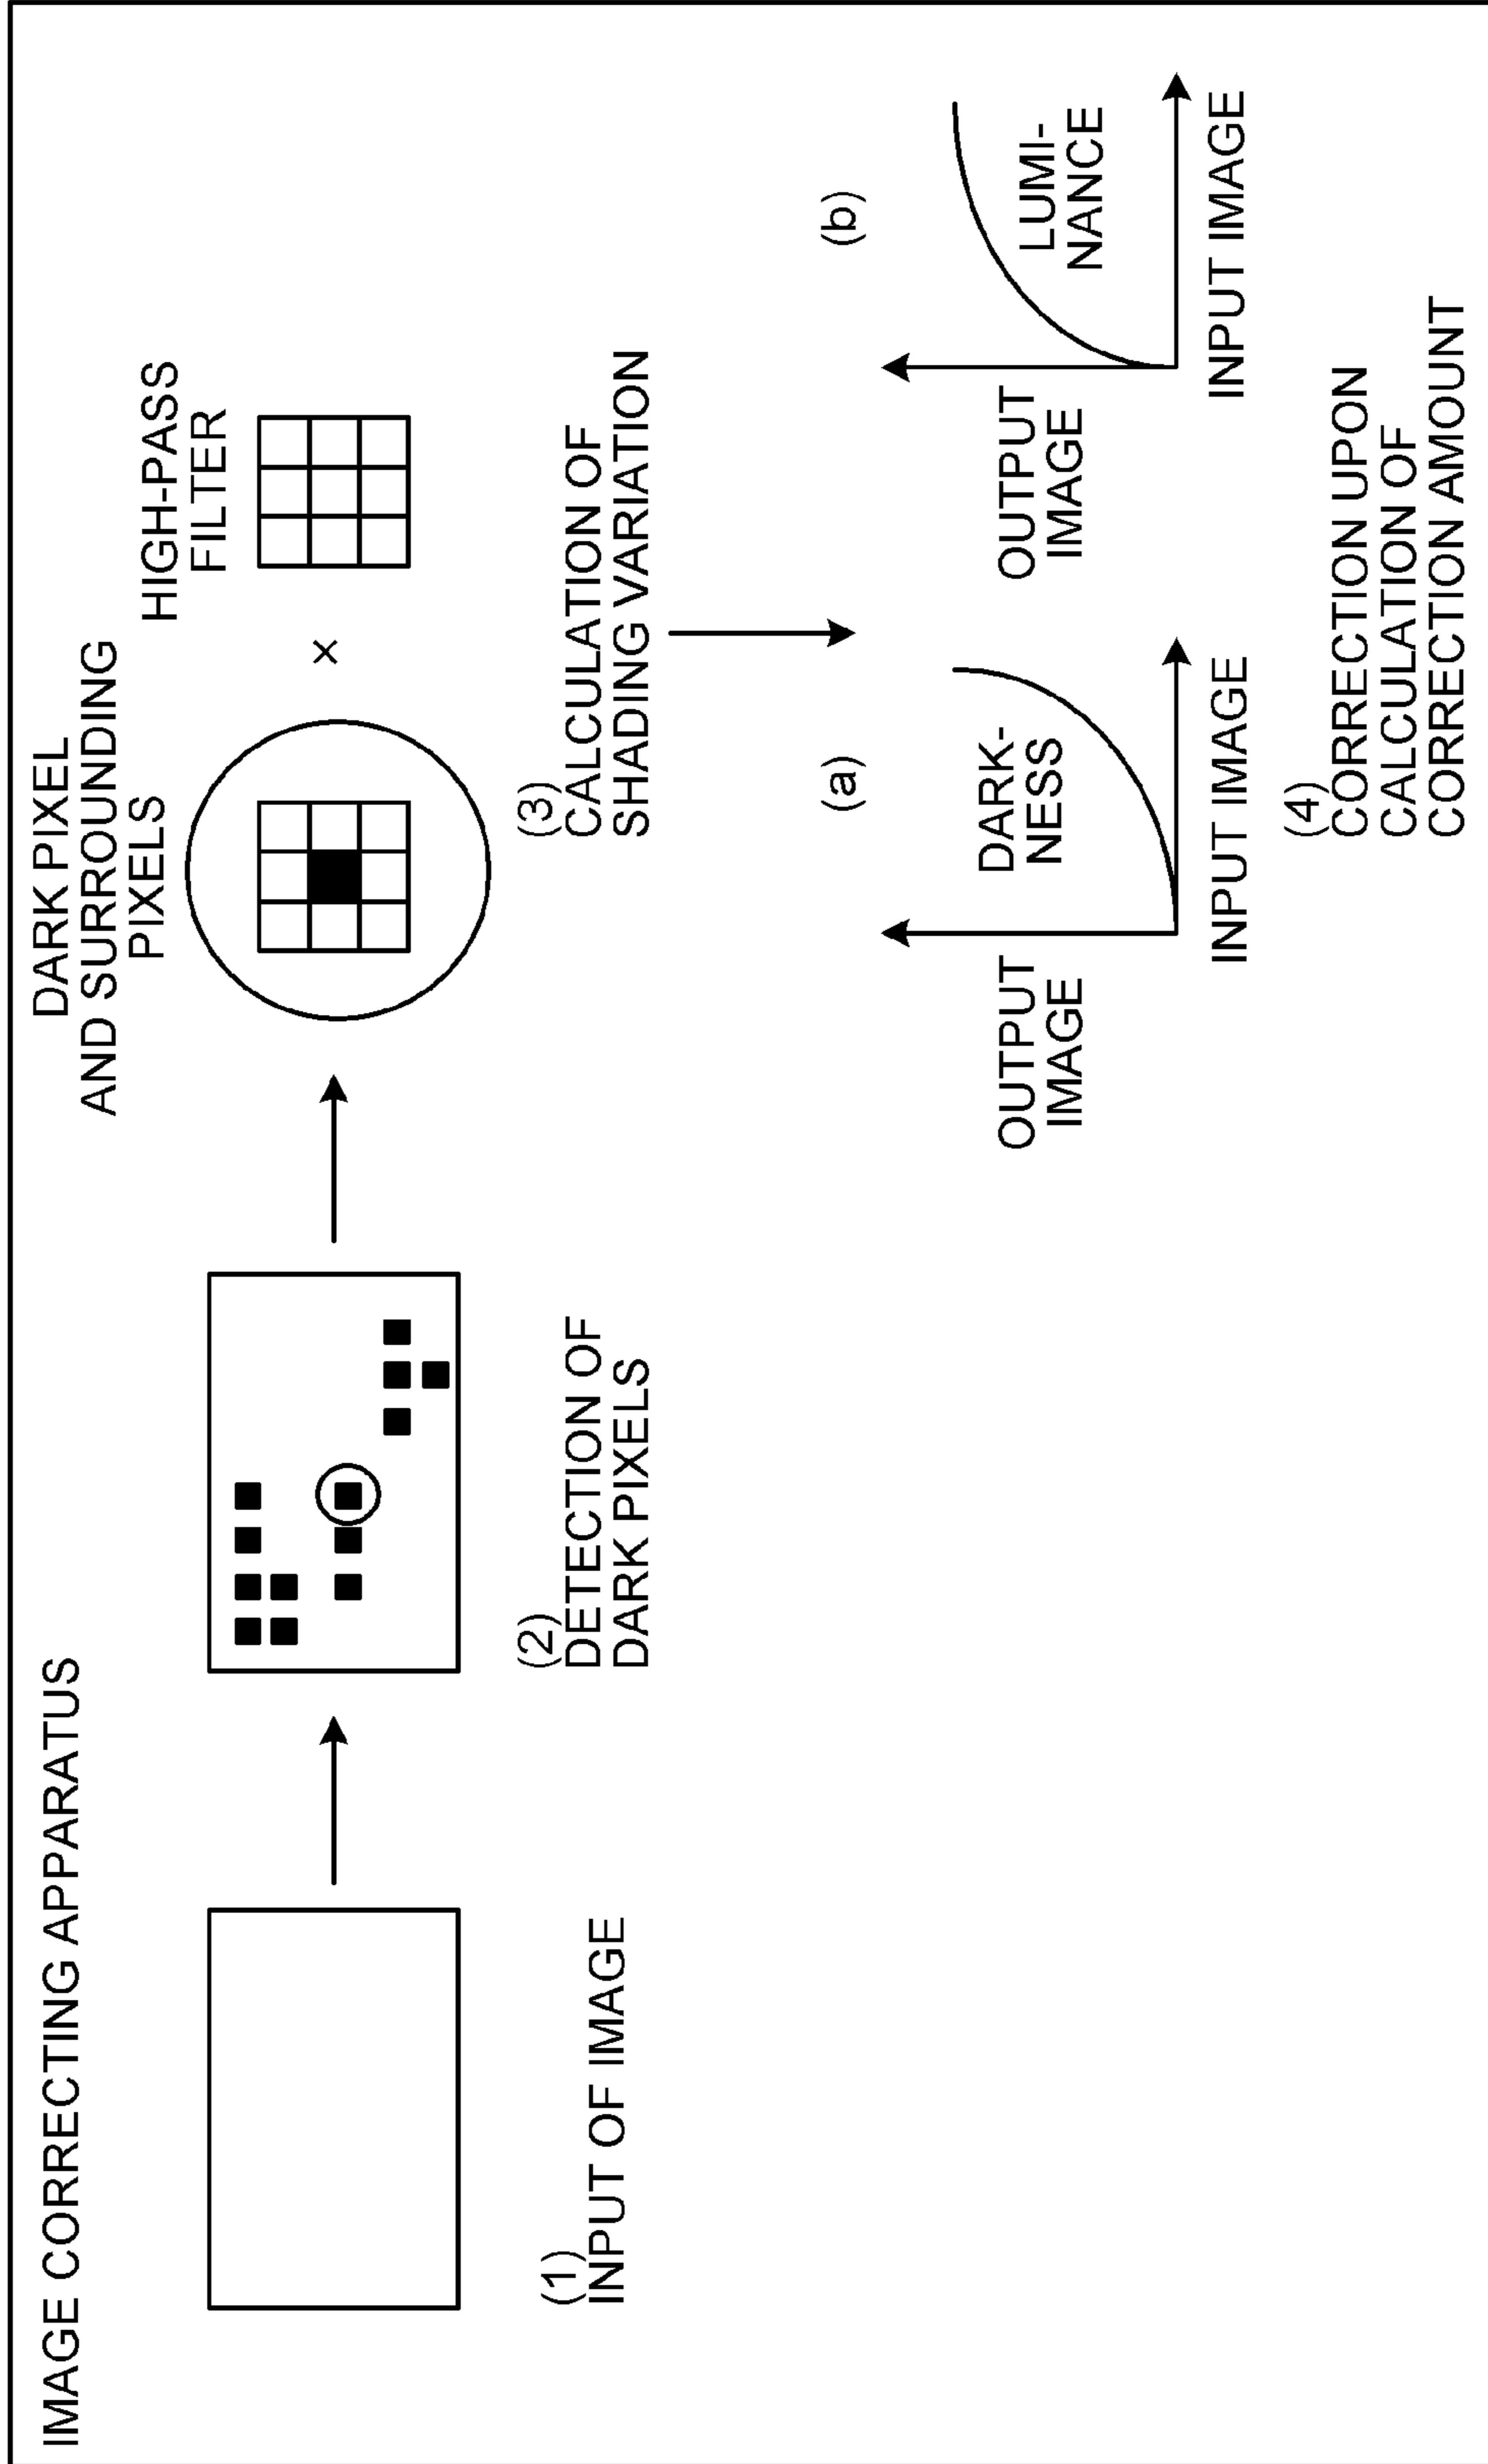 IMAGE CORRECTING APPARATUS
(1)
INPUT OF IMAGE
(2)
DETECTION OF
DARK PIXELS
DARK PIXEL
AND SURROUNDING
PIXELS
×
HIGH-PASS
FILTER
(3)
CALCULATION OF
SHADING VARIATION
(a)
OUTPUT
IMAGE
DARK-
NESS
INPUT IMAGE
(b)
OUTPUT
IMAGE
LUMI-
NANCE
INPUT IMAGE
(4)
CORRECTION UPON
CALCULATION OF
CORRECTION AMOUNT